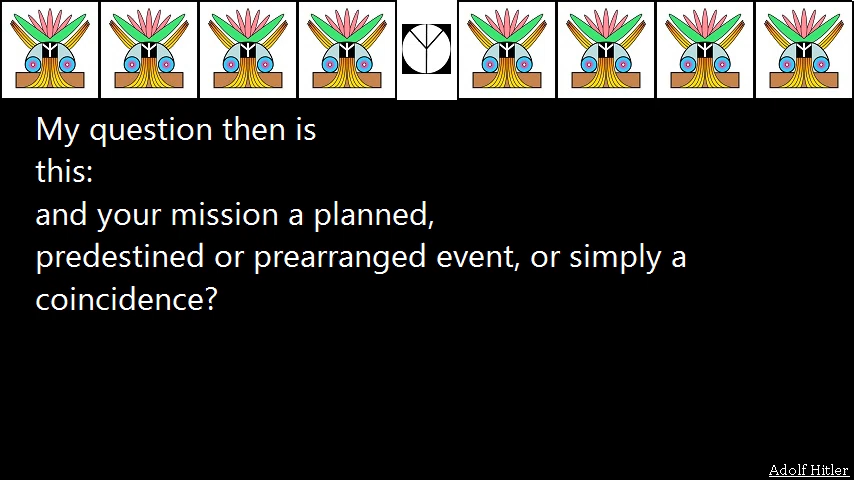 My question then is
this:
and your mission a planned,
predestined or prearranged event, or simply a
coincidence?
Adolf Hitler